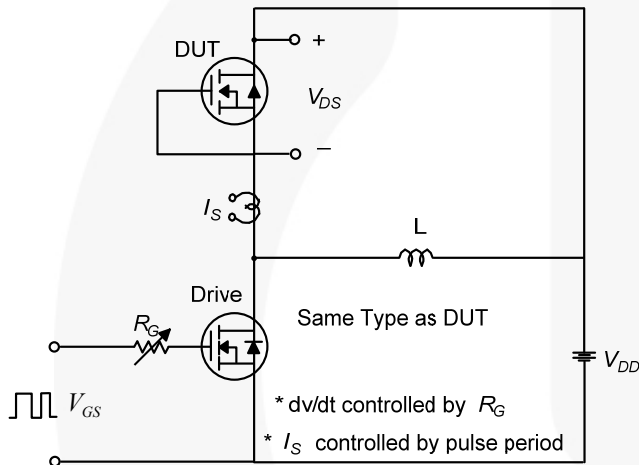 DUT
+
V_DS
–
I_S
L
Drive
R_G
Same Type as DUT
V_GS
V_DD
* dv/dt controlled by R_G
* I_S controlled by pulse period